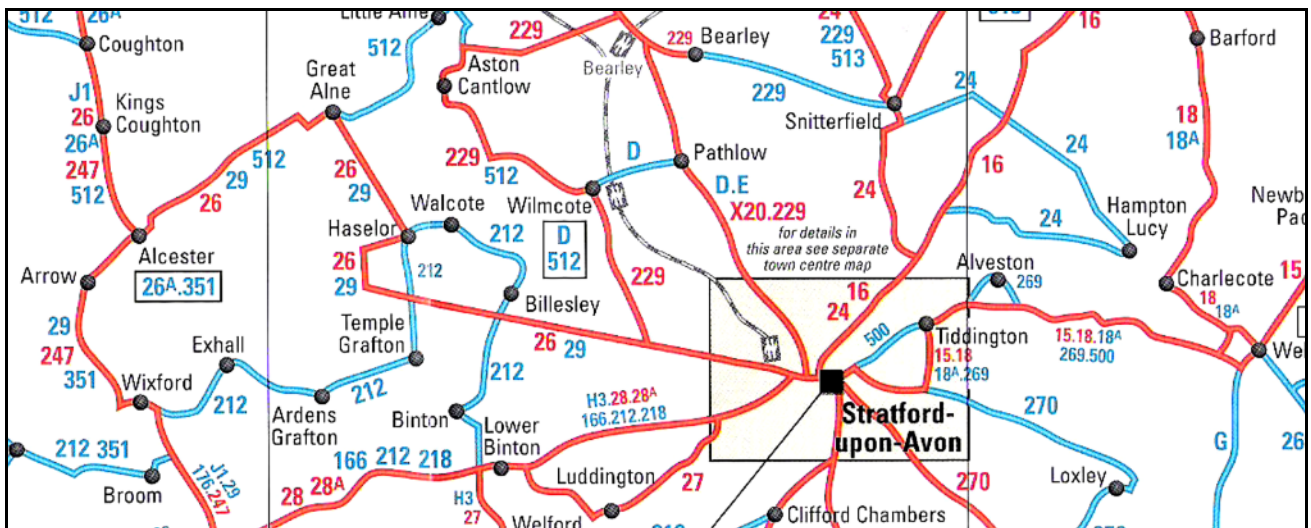 512
26A
Coughton
J1
26
26A
247
512
Kings
Coughton
Great
Alne
512
229
Aston
Cantlow
Bearley
229
Bearley
24
229
513
229
Snitterfield
24
24
16
16
Barford
18
18A
512
29
26
26
29
229
512
D
Pathlow
D.E
X20.229
for details in
this area see separate
town centre map
24
24
Hampton
Lucy
Alcester
26A.351
Haselor
Walcote
212
Wilmcote
D
512
229
26
29
212
Billesley
Arrow
29
247
351
Alveston
269
Charlecote
18
18A
15.
16
24
Temple
Grafton
26 29
500
Tiddington
15.18
18A.269
15.18.18A
269.500
Exhall
Wixford
212
Ardens
Grafton
212
212
Binton
H3.28.28A
166.212.218
Stratford-
upon-Avon
270
G
26
212 351
Broom
J1.29
176.247
28 28A 166 212 218
Lower
Binton
H3
27
Luddington
27
270
Loxley
Welford
Clifford Chambers